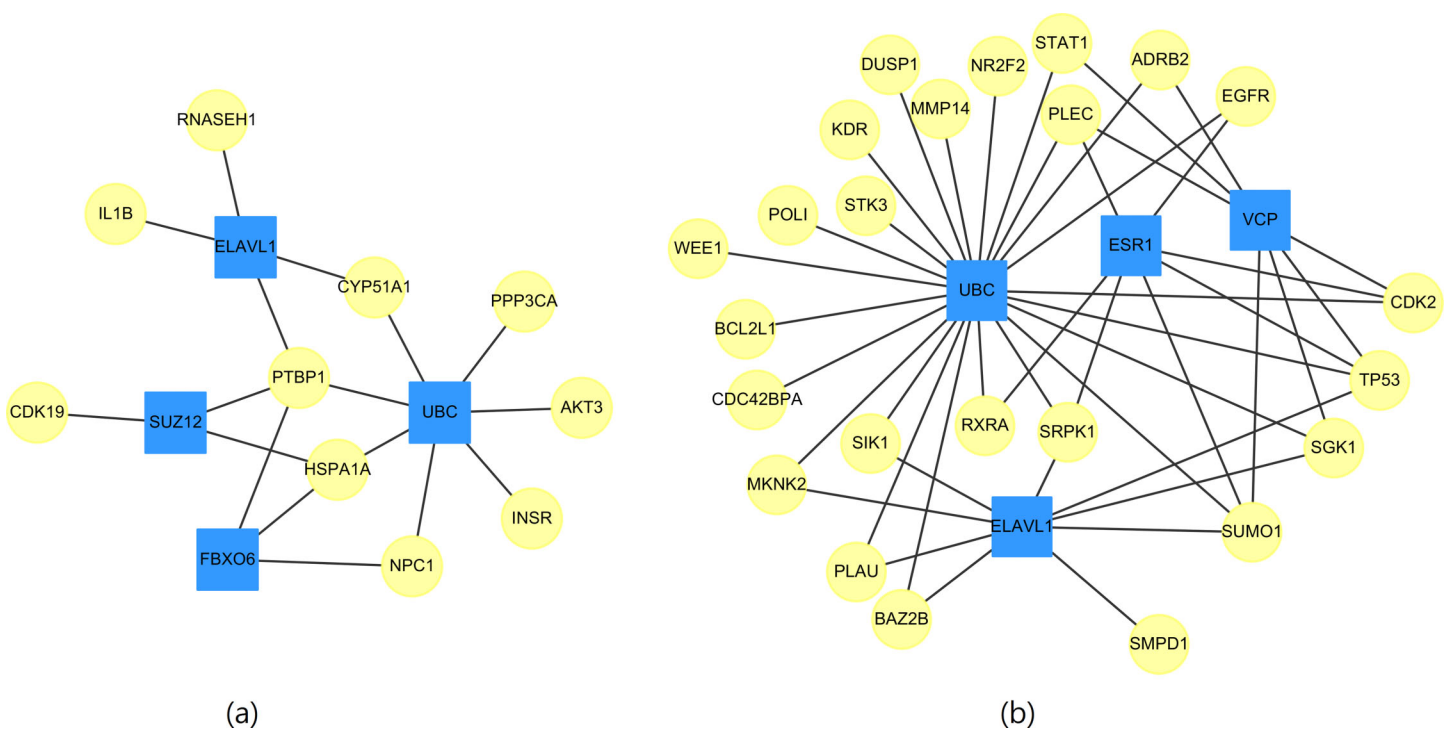 RNASEH1
IL1B
ELAVL1
CYP51A1
PPP3CA
PTBP1
CDK19
SUZ12
UBC
AKT3
HSPA1A
INSR
FBXO6
NPC1
(a)
STAT1
DUSP1
NR2F2
ADRB2
EGFR
MMP14
PLEC
KDR
STK3
POLI
VCP
WEE1
ESR1
UBC
CDK2
BCL2L1
TP53
CDC42BPA
RXRA
SRPK1
SIK1
SGK1
MKNK2
ELAVL1
SUMO1
PLAU
BAZ2B
SMPD1
(b)